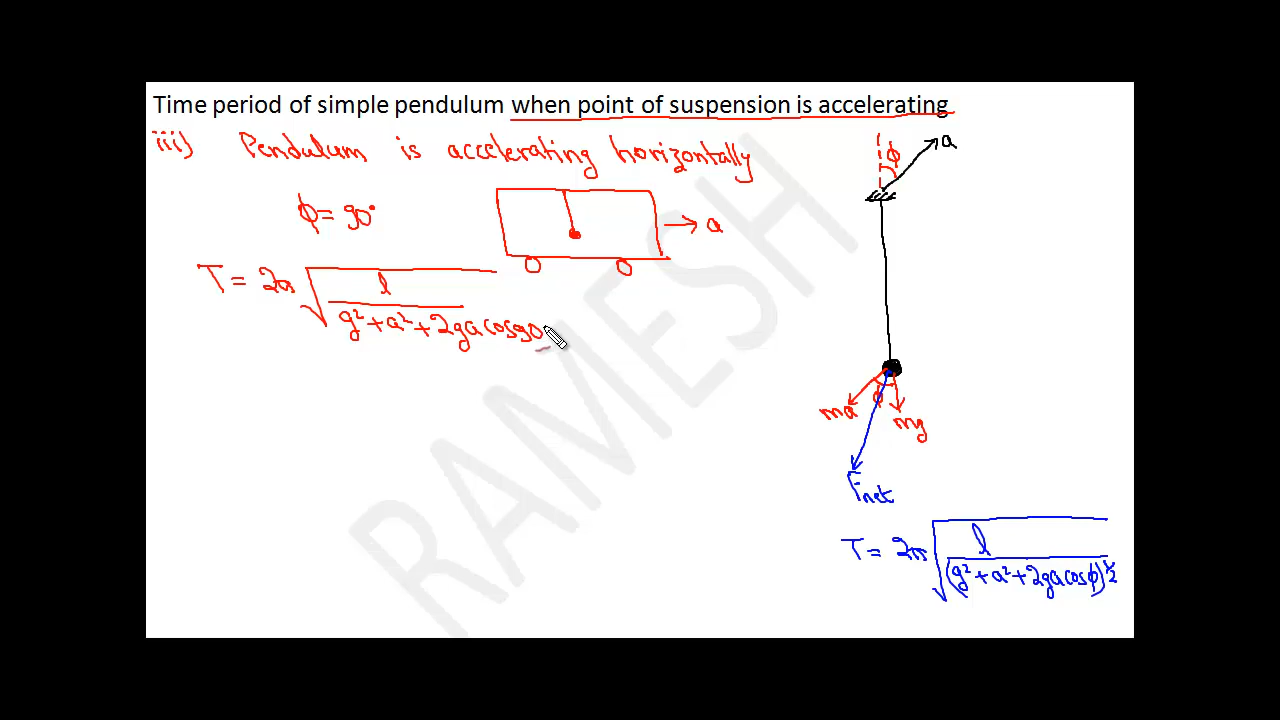 Time period of simple pendulum when point of suspension is accelerating
iii) Pendulum is accelerating horizontally
a
ϕ
ϕ = 90°
a
T = 2π √(l / g² + a² + 2ga cos90
ma
ϕ
mg
Fnet
T = 2π √(l / (g² + a² + 2ga cosϕ)^½)
RAMESH